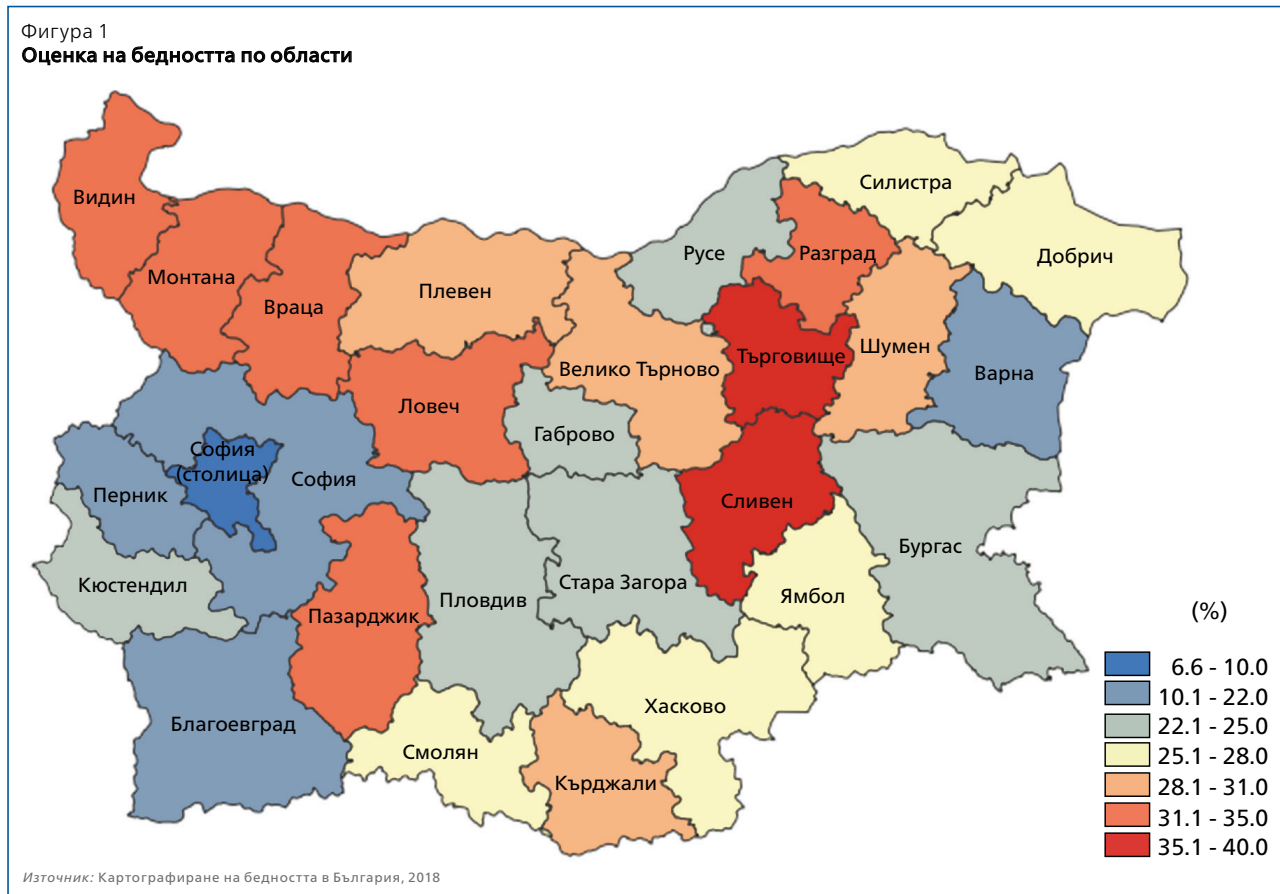 Фигура 1
Оценка на бедността по области
Видин
Монтана
Враца
Плевен
Ловеч
Велико Търново
Габрово
Русе
Разград
Силистра
Добрич
Търговище
Шумен
Варна
София
(столица)
София
Перник
Кюстендил
Благоевград
Пазарджик
Пловдив
Стара Загора
Сливен
Ямбол
Бургас
Хасково
Смолян
Кърджали
(%)
6.6 - 10.0
10.1 - 22.0
22.1 - 25.0
25.1 - 28.0
28.1 - 31.0
31.1 - 35.0
35.1 - 40.0
Източник: Картографиране на бедността в България, 2018